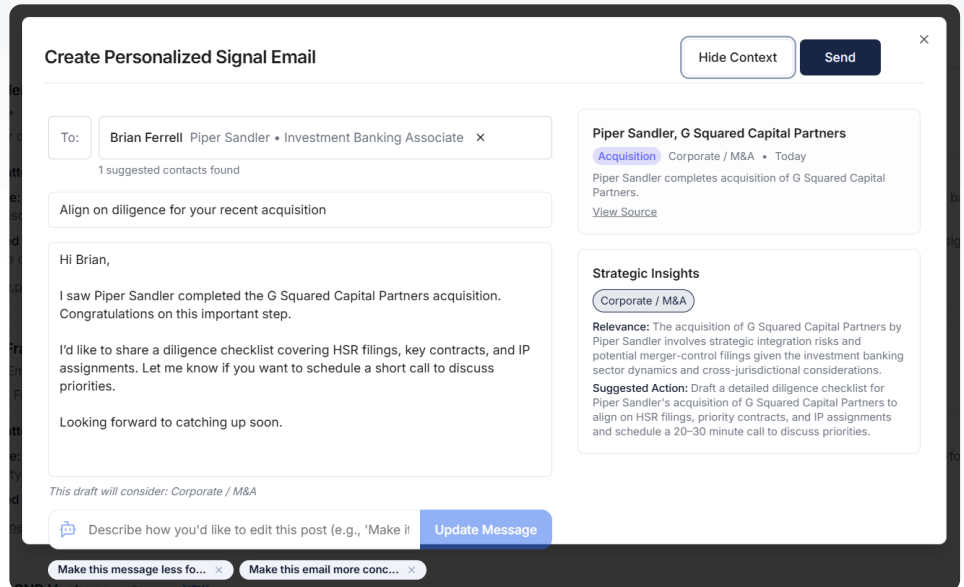 Create Personalized Signal Email
Hide Context
Send
To:
Brian Ferrell Piper Sandler • Investment Banking Associate
1 suggested contacts found
Align on diligence for your recent acquisition
Hi Brian,
I saw Piper Sandler completed the G Squared Capital Partners acquisition.
Congratulations on this important step.
I'd like to share a diligence checklist covering HSR filings, key contracts, and IP
assignments. Let me know if you want to schedule a short call to discuss
priorities.
Looking forward to catching up soon.
This draft will consider: Corporate / M&A
Describe how you'd like to edit this post (e.g., 'Make it
Update Message
Make this message less fo...
Make this email more conc...
Piper Sandler, G Squared Capital Partners
Acquisition Corporate / M&A • Today
Piper Sandler completes acquisition of G Squared Capital
Partners.
View Source
Strategic Insights
Corporate / M&A
Relevance: The acquisition of G Squared Capital Partners by
Piper Sandler involves strategic integration risks and
potential merger-control filings given the investment banking
sector dynamics and cross-jurisdictional considerations.
Suggested Action: Draft a detailed diligence checklist for
Piper Sandler's acquisition of G Squared Capital Partners to
align on HSR filings, priority contracts, and IP assignments
and schedule a 20–30 minute call to discuss priorities.